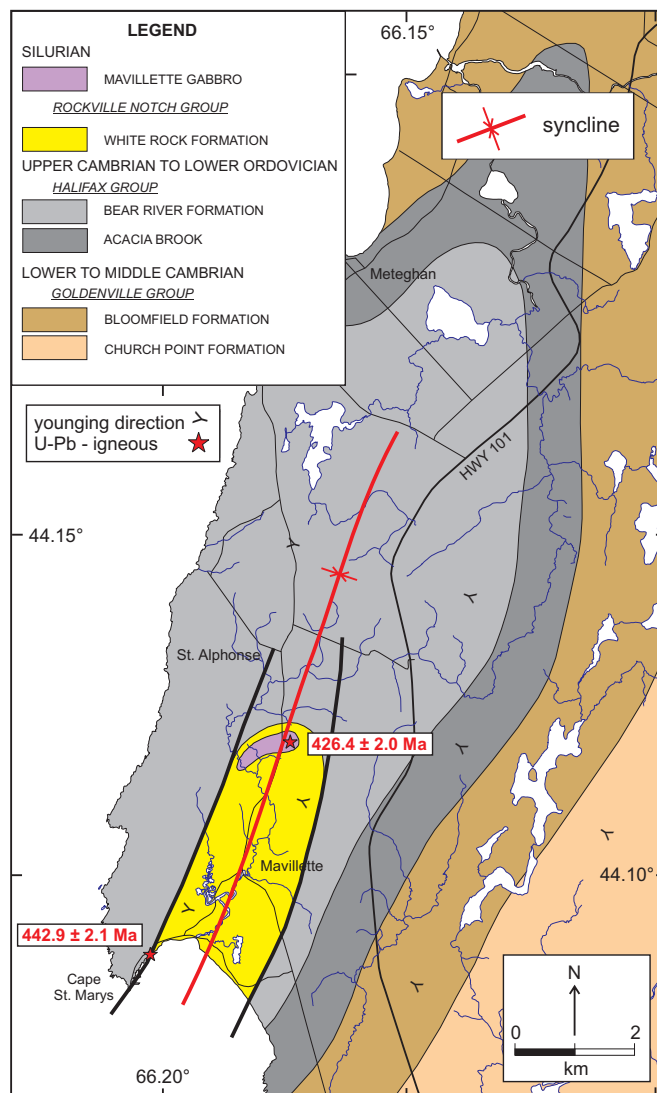 LEGEND
SILURIAN
MAVILLETTE GABBRO
ROCKVILLE NOTCH GROUP
WHITE ROCK FORMATION
UPPER CAMBRIAN TO LOWER ORDOVICIAN
HALIFAX GROUP
BEAR RIVER FORMATION
ACACIA BROOK
LOWER TO MIDDLE CAMBRIAN
GOLDENVILLE GROUP
BLOOMFIELD FORMATION
CHURCH POINT FORMATION
66.15°
syncline
Meteghan
younging direction
U-Pb - igneous
HWY 101
44.15°
St. Alphonse
426.4 ± 2.0 Ma
Mavillette
44.10°
442.9 ± 2.1 Ma
Cape
St. Marys
N
0 2
km
66.20°